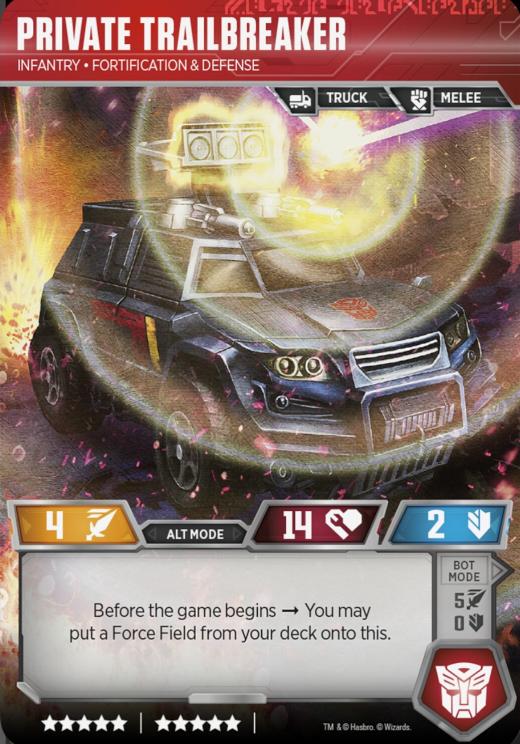 PRIVATE TRAILBREAKER
INFANTRY • FORTIFICATION & DEFENSE
TRUCK MELEE
4 ALT MODE 14 2
BOT
MODE
5
0
Before the game begins → You may
put a Force Field from your deck onto this.
★★★★★ | ★★★★★ |
TM & © Hasbro. © Wizards.